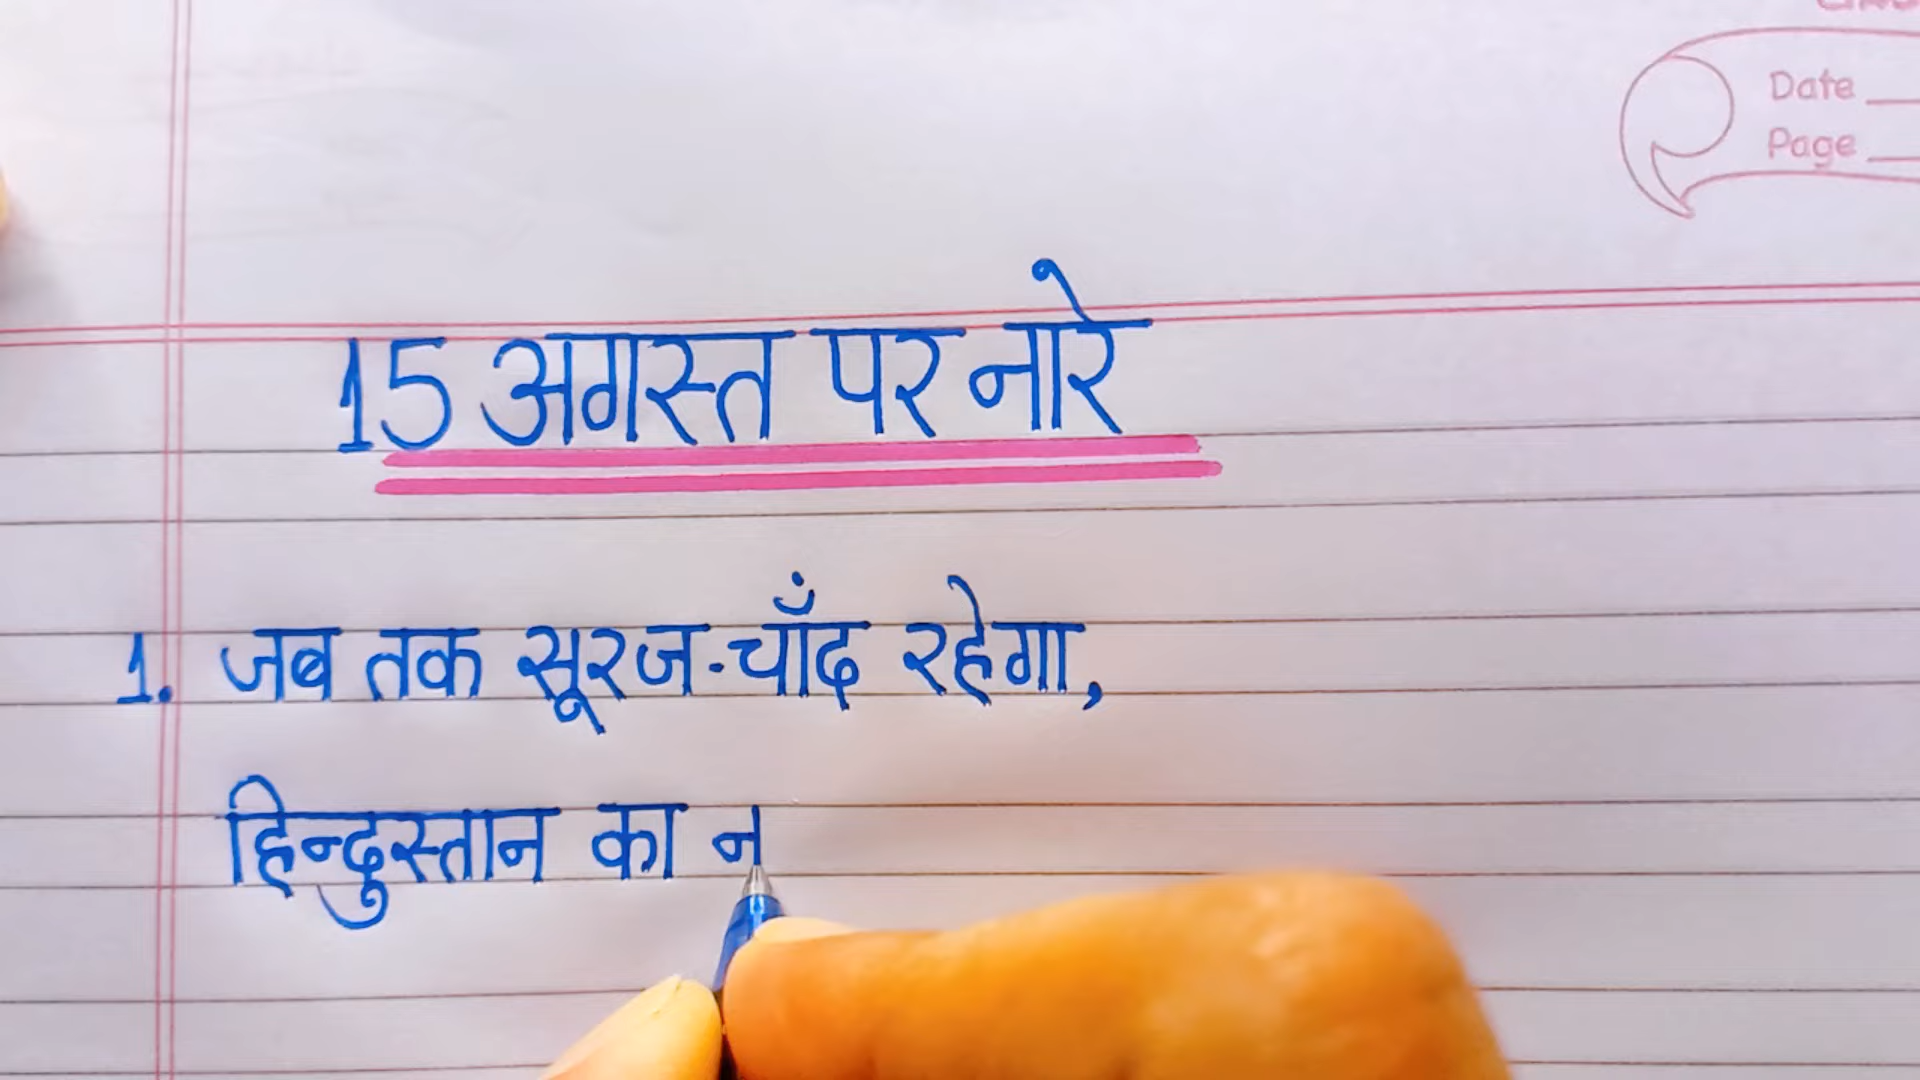 Date
Page
15 अगस्त पर नारे
1. जब तक सूरज-चाँद रहेगा,
हिन्दुस्तान का न